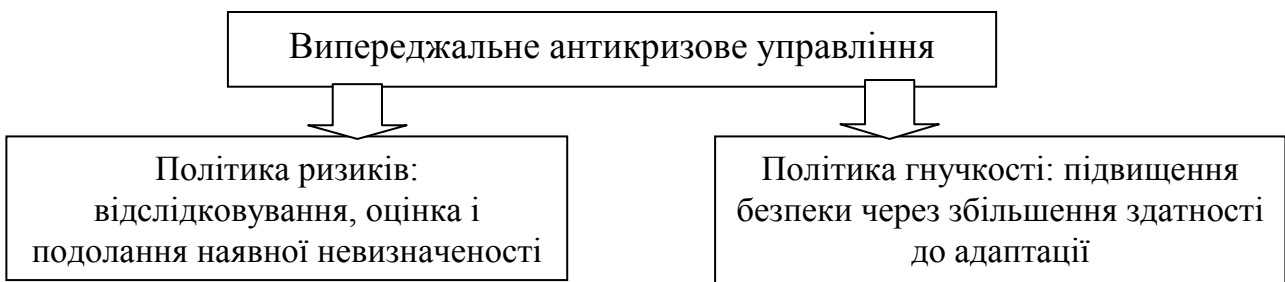 Випереджальне антикризове управління
Політика ризиків:
відслідковування, оцінка і
подолання наявної невизначеності
Політика гнучкості: підвищення
безпеки через збільшення здатності
до адаптації